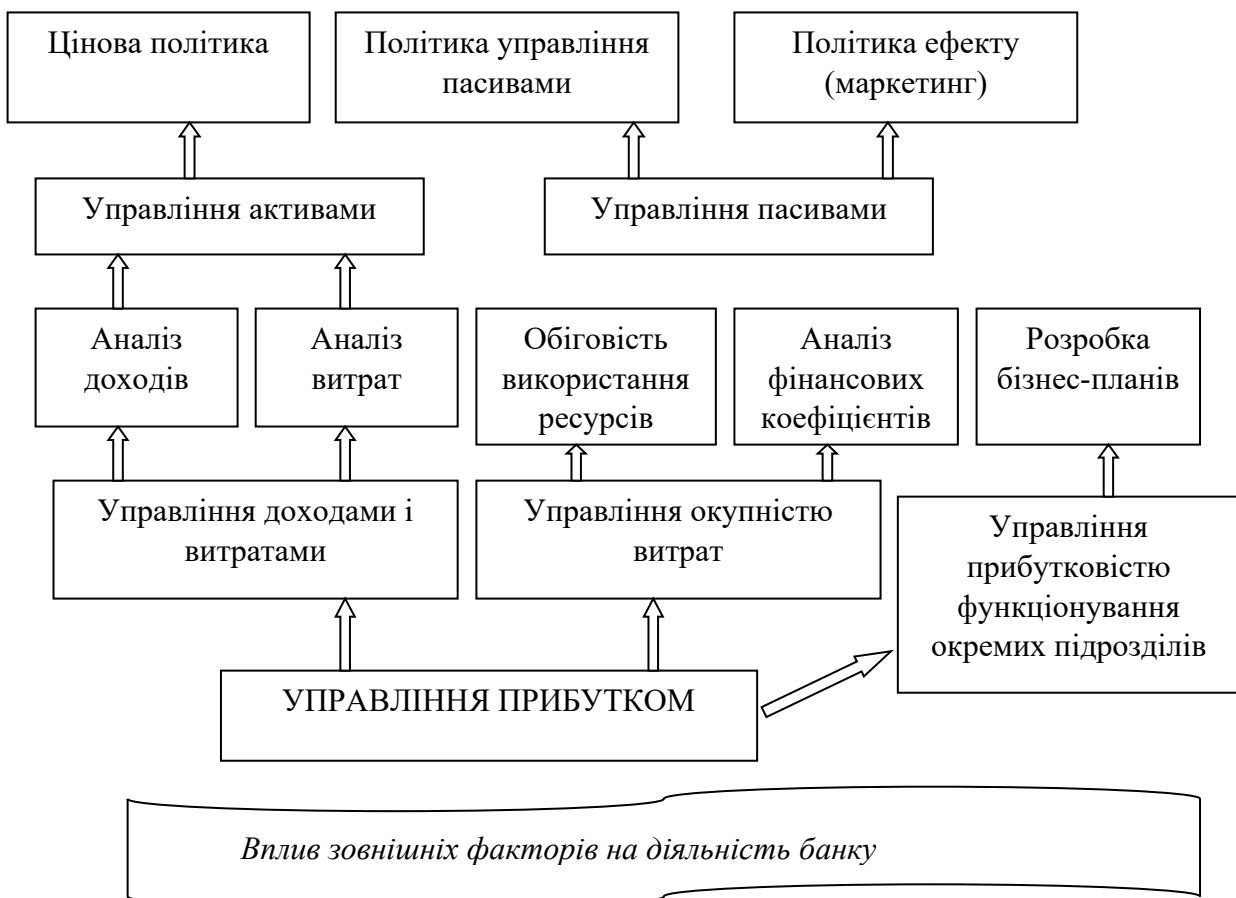 Цінова політика
Політика управління
пасивами
Політика ефекту
(маркетинг)
Управління активами
Управління пасивами
Аналіз
доходів
Аналіз
витрат
Обіговість
використання
ресурсів
Аналіз
фінансових
коефіцієнтів
Розробка
бізнес-планів
Управління доходами і
витратами
Управління окупністю
витрат
Управління
прибутковістю
функціонування
окремих підрозділів
УПРАВЛІННЯ ПРИБУТКОМ
Вплив зовнішніх факторів на діяльність банку